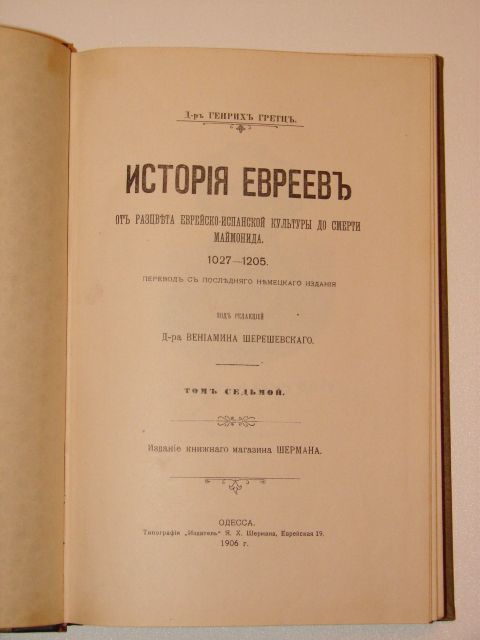 Д-ръ ГЕНРИХЪ ГРЕТЦЪ.
ИСТОРІЯ ЕВРЕЕВЪ
ОТЪ РАЗЦВѢТА ЕВРЕЙСКО-ИСПАНСКОЙ КУЛЬТУРЫ ДО СМЕРТИ
МАЙМОНИДА.
1027—1205.
ПЕРЕВОДЪ СЪ ПОСЛѢДНЯГО НѢМЕЦКАГО ИЗДАНІЯ
ПОДЪ РЕДАКЦІЕЙ
Д-ра ВЕНІАМИНА ШЕРЕШЕВСКАГО.
ТОМЪ СЕДЬМОЙ.
Изданіе книжнаго магазина ШЕРМАНА.
ОДЕССА.
Типографія „Издатель" Я. Х. Шермана, Еврейская 19.
1906 г.